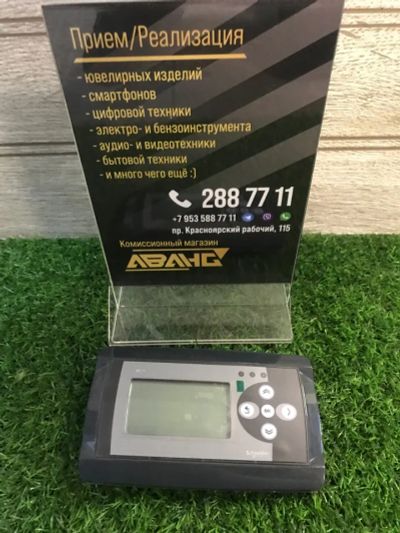 Прием/Реализация
- ювелирных изделий
- смартфонов
- цифровой техники
- электро- и бензоинструмента
- аудио- и видеотехники
- бытовой техники
- и много чего ещё :)
288 77 11
+7 953 588 77 11
пр. Красноярский рабочий, 115
Комиссионный магазин
АВАНС
Schneider